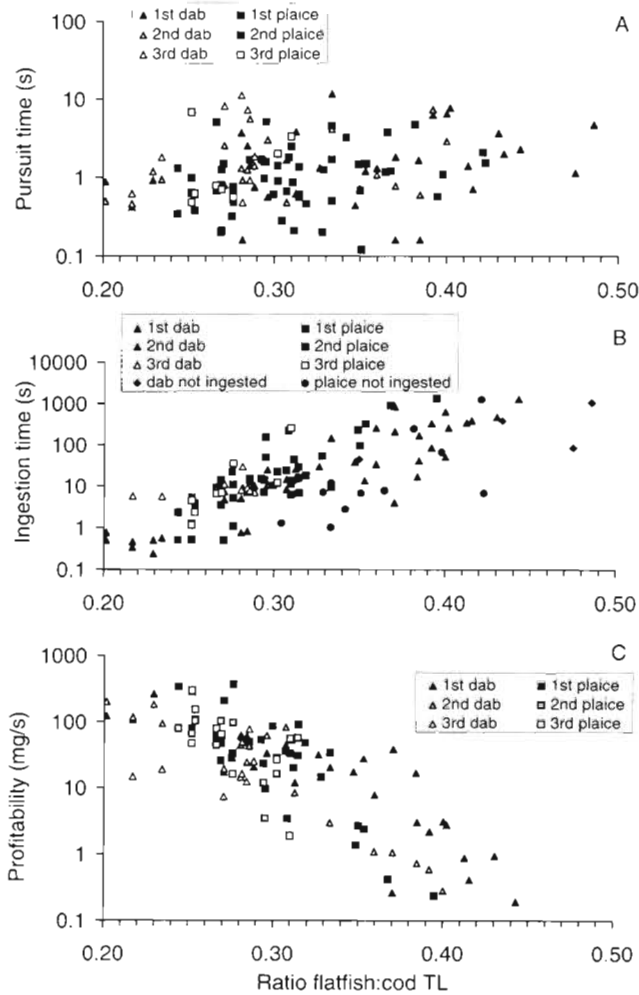 1st dab 1st plaice A
2nd dab 2nd plaice
3rd dab 3rd plaice
100
10
1
0.1
Pursuit time (s)
0.20 0.30 0.40 0.50
1st dab 1st plaice B
2nd dab 2nd plaice
3rd dab 3rd plaice
dab not ingested plaice not ingested
10000
1000
100
10
1
0.1
Ingestion time (s)
0.20 0.30 0.40 0.50
C
1st dab 1st plaice
2nd dab 2nd plaice
3rd dab 3rd plaice
1000
100
10
1
0.1
Profitability (mg/s)
0.20 0.30 0.40 0.50
Ratio flatfish:cod TL